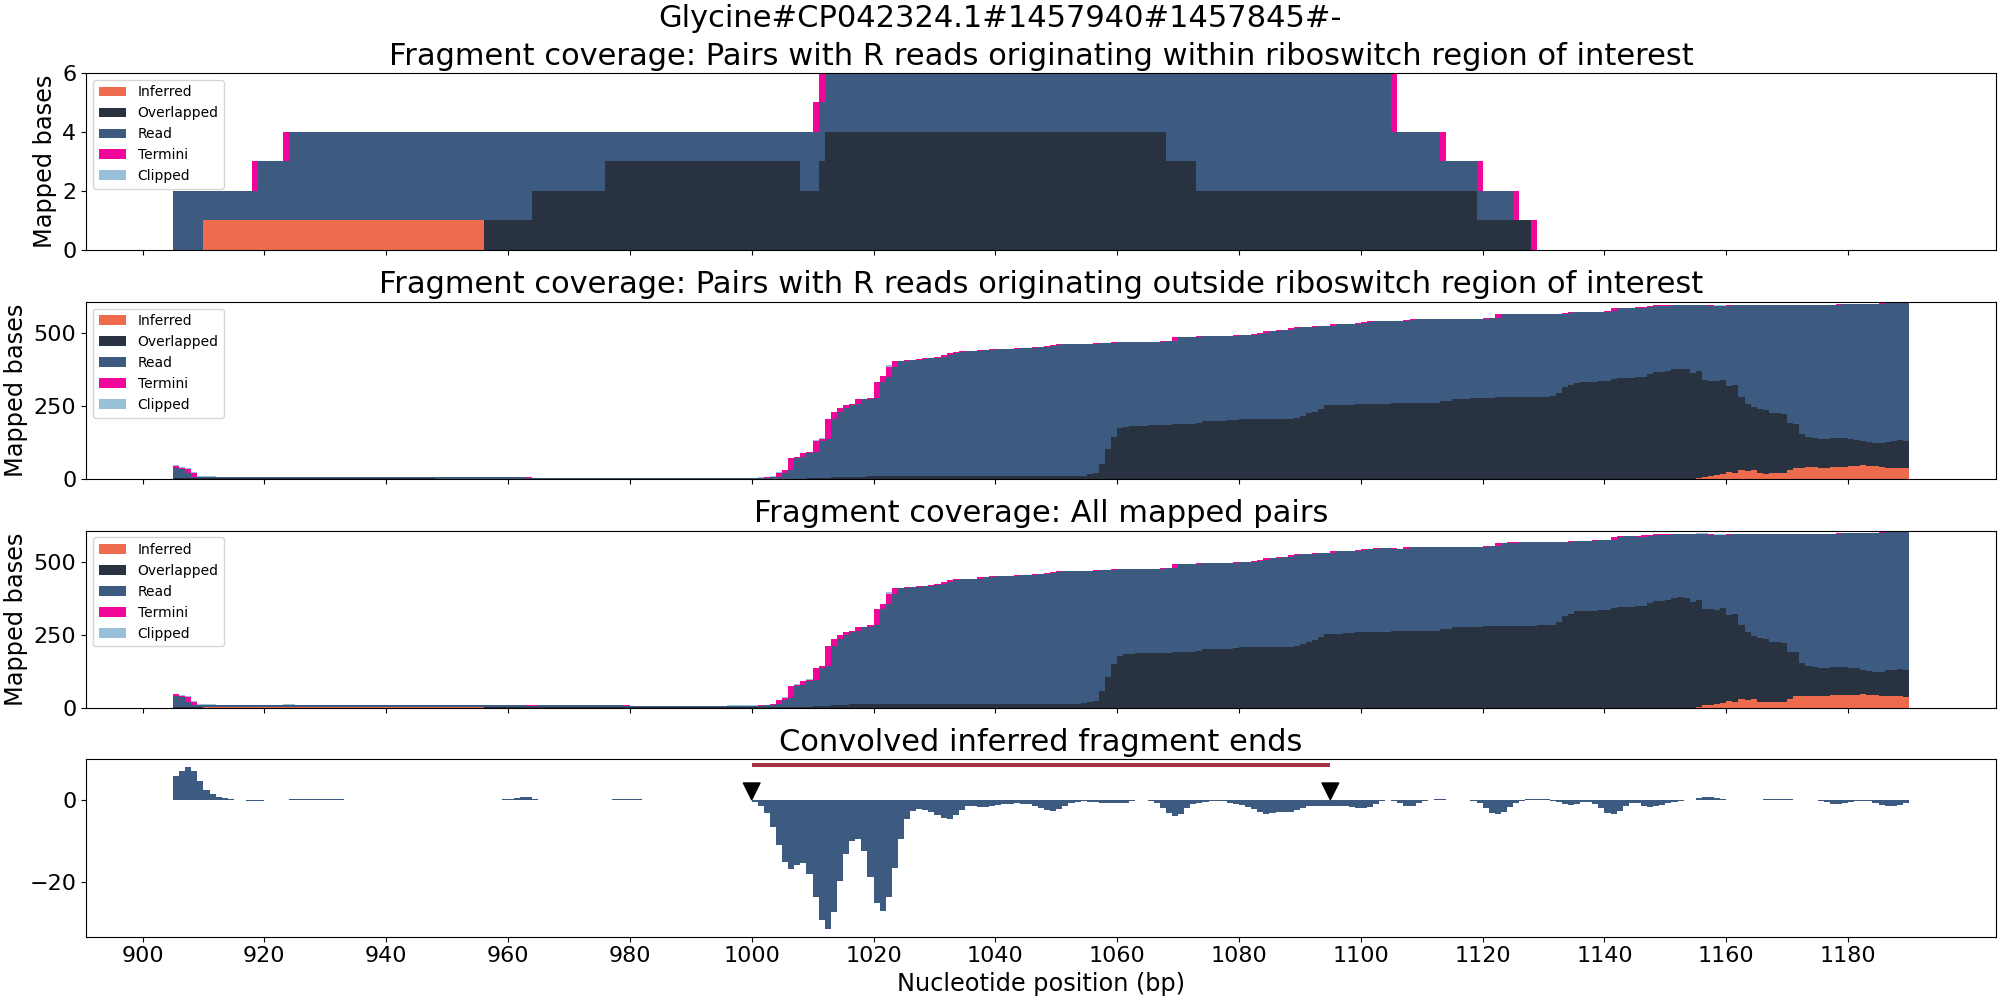 Glycine#CP042324.1#1457940#1457845#-
Fragment coverage: Pairs with R reads originating within riboswitch region of interest
Mapped bases
6
4
2
0
Inferred
Overlapped
Read
Termini
Clipped
Fragment coverage: Pairs with R reads originating outside riboswitch region of interest
Mapped bases
500
250
0
Inferred
Overlapped
Read
Termini
Clipped
Fragment coverage: All mapped pairs
Mapped bases
500
250
0
Inferred
Overlapped
Read
Termini
Clipped
Convolved inferred fragment ends
0
−20
900 920 940 960 980 1000 1020 1040 1060 1080 1100 1120 1140 1160 1180
Nucleotide position (bp)